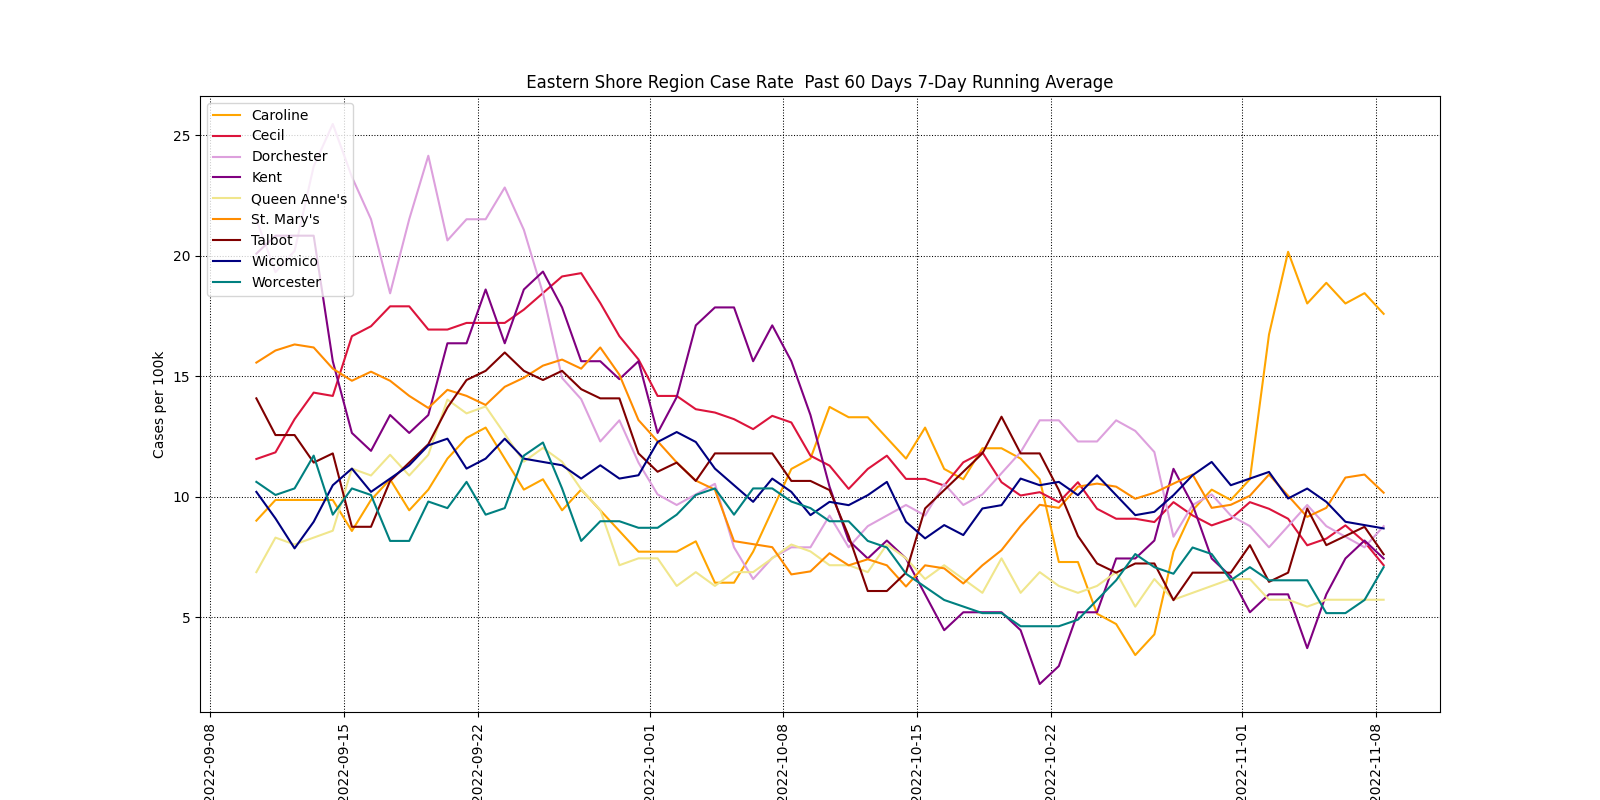 Eastern Shore Region Case Rate  Past 60 Days 7-Day Running Average
Caroline
Cecil
Dorchester
Kent
Queen Anne's
St. Mary's
Talbot
Wicomico
Worcester
Cases per 100k
25
20
15
10
5
2022-09-08
2022-09-15
2022-09-22
2022-10-01
2022-10-08
2022-10-15
2022-10-22
2022-11-01
2022-11-08